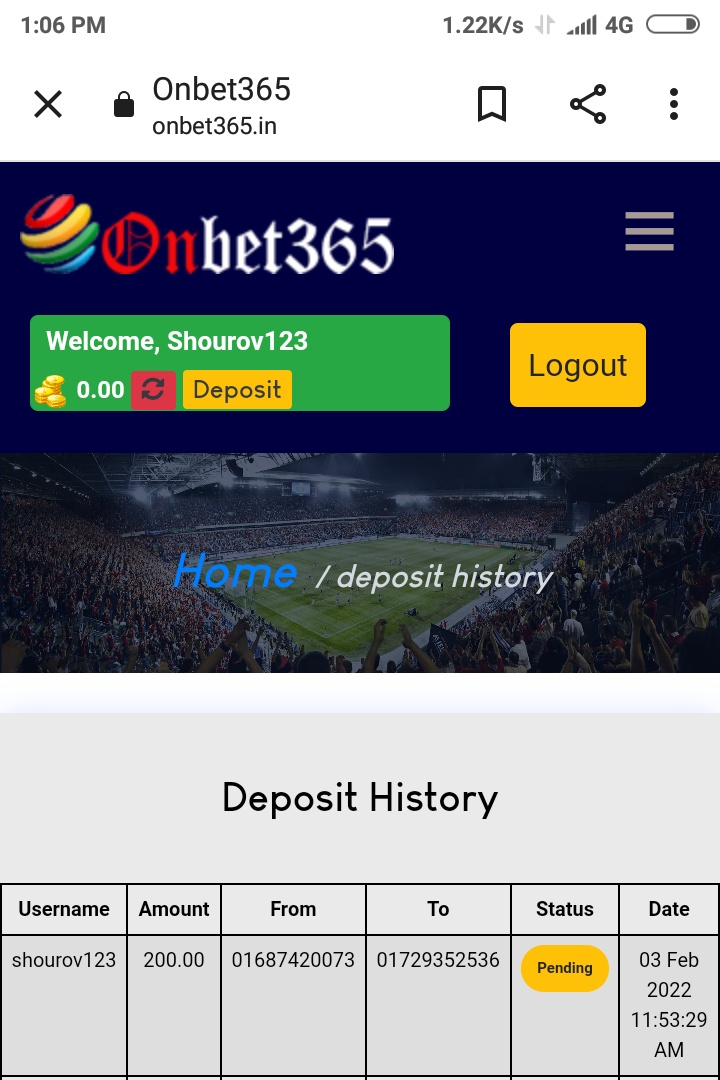 1:06 PM 1.22K/s 4G
Onbet365
onbet365.in
Onbet365
Welcome, Shourov123
0.00 Deposit
Logout
Home / deposit history
Deposit History
Username Amount From To Status Date
shourov123 200.00 01687420073 01729352536 Pending 03 Feb
2022
11:53:29
AM